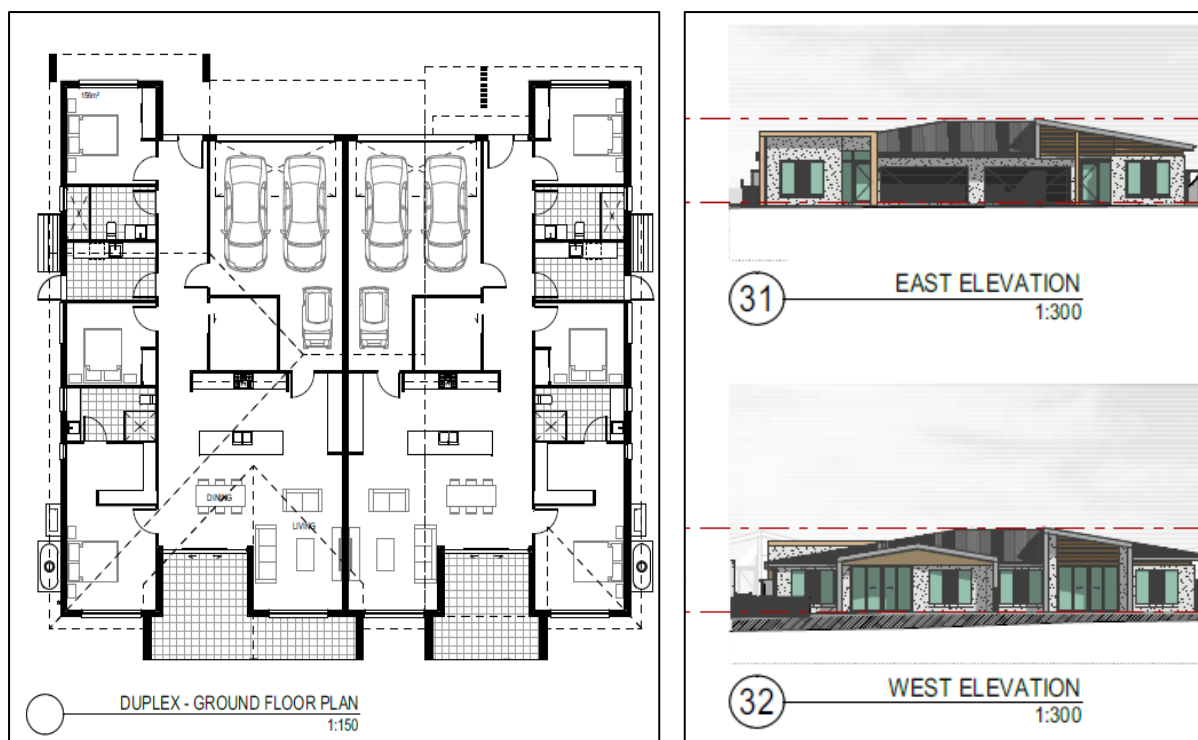 156m²
DINING
LIVING
DUPLEX - GROUND FLOOR PLAN
1:150
31
EAST ELEVATION
1:300
32
WEST ELEVATION
1:300